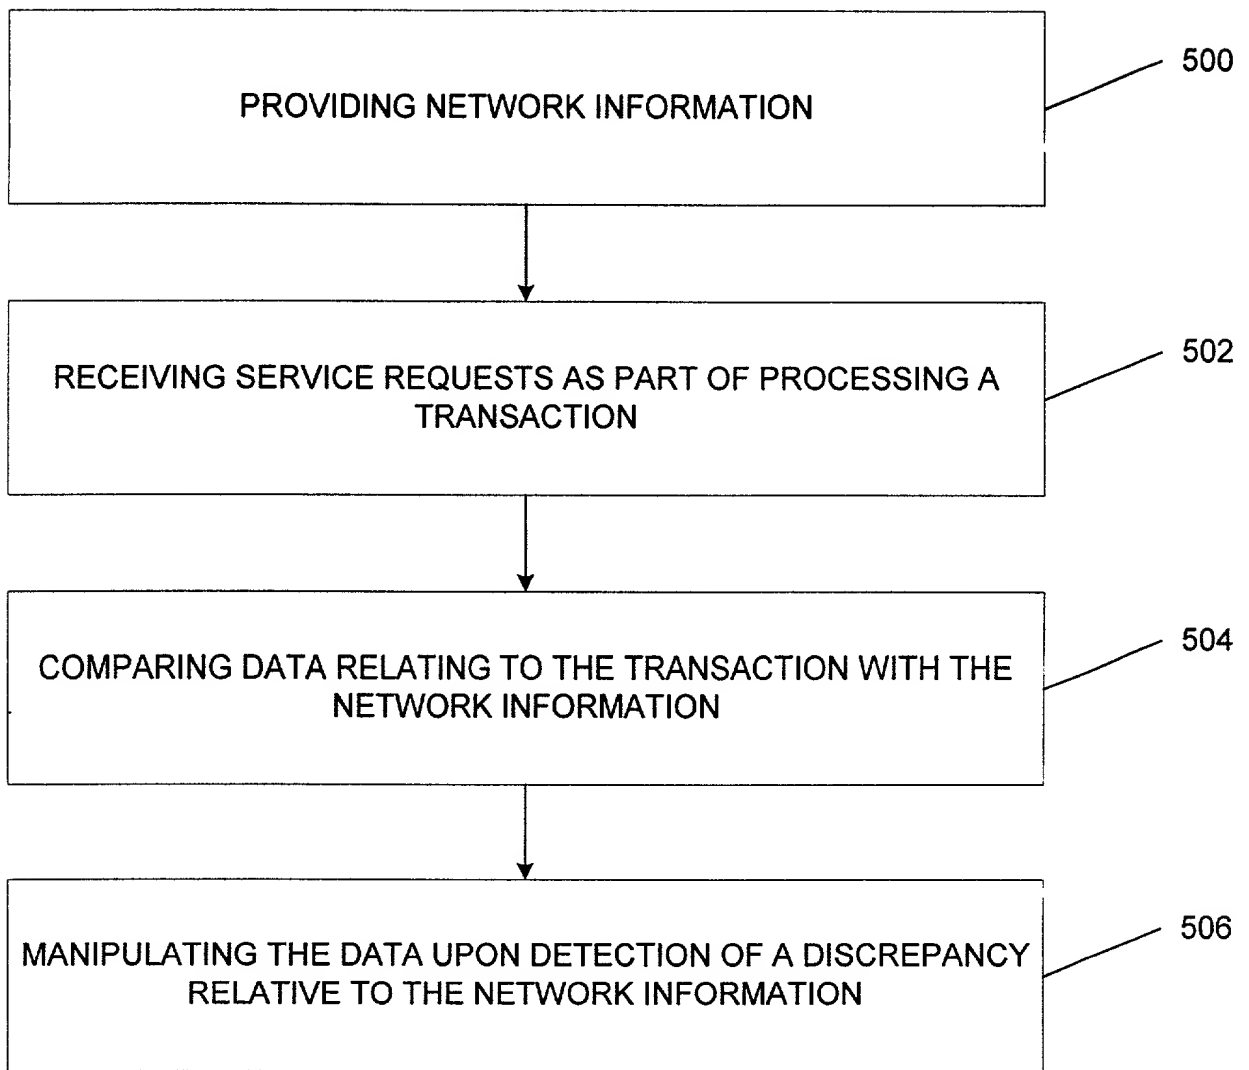 PROVIDING NETWORK INFORMATION
500
RECEIVING SERVICE REQUESTS AS PART OF PROCESSING A
TRANSACTION
502
COMPARING DATA RELATING TO THE TRANSACTION WITH THE
NETWORK INFORMATION
504
MANIPULATING THE DATA UPON DETECTION OF A DISCREPANCY
RELATIVE TO THE NETWORK INFORMATION
506